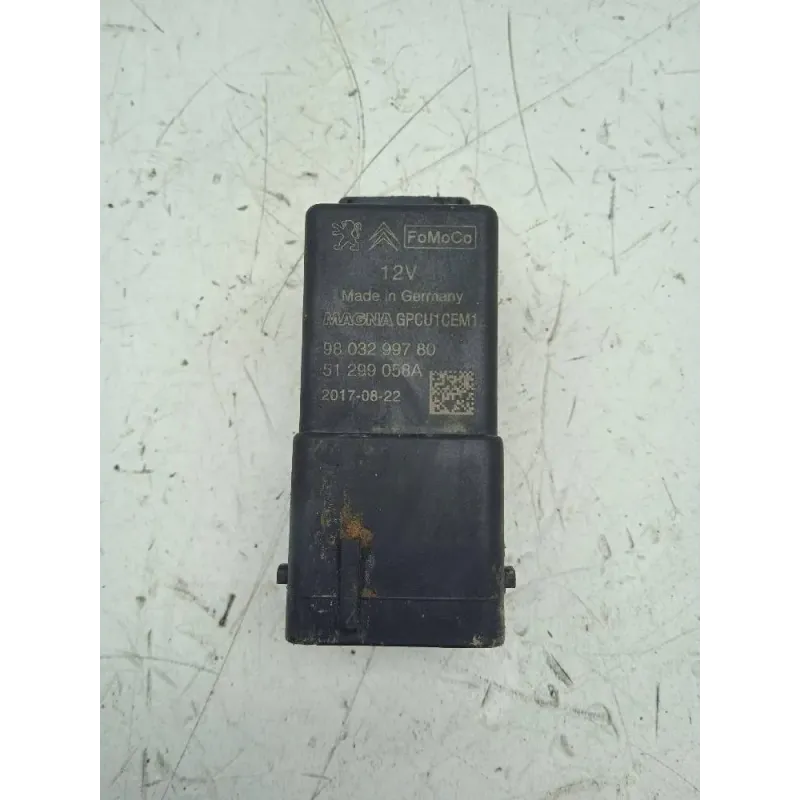 FoMoCo
12V
Made in Germany
MAGNA GPCU1CEM1
98 032 997 80
51 299 058A
2017-08-22